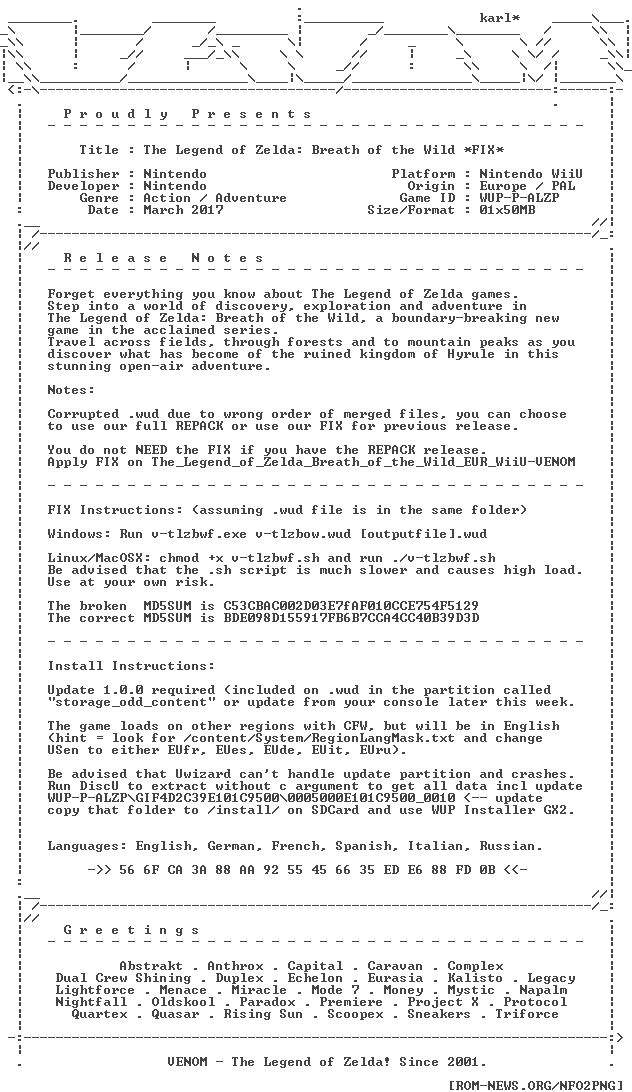 karl*
P r o u d l y   P r e s e n t s
Title : The Legend of Zelda: Breath of the Wild *FIX*
Publisher : Nintendo Platform : Nintendo WiiU
Developer : Nintendo Origin : Europe / PAL
Genre : Action / Adventure Game ID : WUP-P-ALZP
Date : March 2017 Size/Format : 01x50MB
R e l e a s e   N o t e s
Forget everything you know about The Legend of Zelda games.
Step into a world of discovery, exploration and adventure in
The Legend of Zelda: Breath of the Wild, a boundary-breaking new
game in the acclaimed series.
Travel across fields, through forests and to mountain peaks as you
discover what has become of the ruined kingdom of Hyrule in this
stunning open-air adventure.
Notes:
Corrupted .wud due to wrong order of merged files, you can choose
to use our full REPACK or use our FIX for previous release.
You do not NEED the FIX if you have the REPACK release.
Apply FIX on The_Legend_of_Zelda_Breath_of_the_Wild_EUR_WiiU-VENOM
FIX Instructions: (assuming .wud file is in the same folder)
Windows: Run v-tlzbwf.exe v-tlzbow.wud [outputfile].wud
Linux/MacOSX: chmod +x v-tlzbwf.sh and run ./v-tlzbwf.sh
Be advised that the .sh script is much slower and causes high load.
Use at your own risk.
The broken  MD5SUM is C53CBAC002D03E7fAF010CCE754F5129
The correct MD5SUM is BDE098D155917FB6B7CCA4CC40B39D3D
Install Instructions:
Update 1.0.0 required (included on .wud in the partition called
"storage_odd_content" or update from your console later this week.
The game loads on other regions with CFW, but will be in English
(hint = look for /content/System/RegionLangMask.txt and change
USen to either EUfr, EUes, EUde, EUit, EUru).
Be advised that Uwizard can't handle update partition and crashes.
Run DiscU to extract without c argument to get all data incl update
WUP-P-ALZP\GIF4D2C39E101C9500\0005000E101C9500_0010 <-- update
copy that folder to /install/ on SDCard and use WUP Installer GX2.
Languages: English, German, French, Spanish, Italian, Russian.
->> 56 6F CA 3A 88 AA 92 55 45 66 35 ED E6 88 FD 0B <<-
G r e e t i n g s
Abstrakt . Anthrox . Capital . Caravan . Complex
Dual Crew Shining . Duplex . Echelon . Eurasia . Kalisto . Legacy
Lightforce . Menace . Miracle . Mode 7 . Money . Mystic . Napalm
Nightfall . Oldskool . Paradox . Premiere . Project X . Protocol
Quartex . Quasar . Rising Sun . Scoopex . Sneakers . Triforce
VENOM - The Legend of Zelda! Since 2001.
[ROM-NEWS.ORG/NFO2PNG]